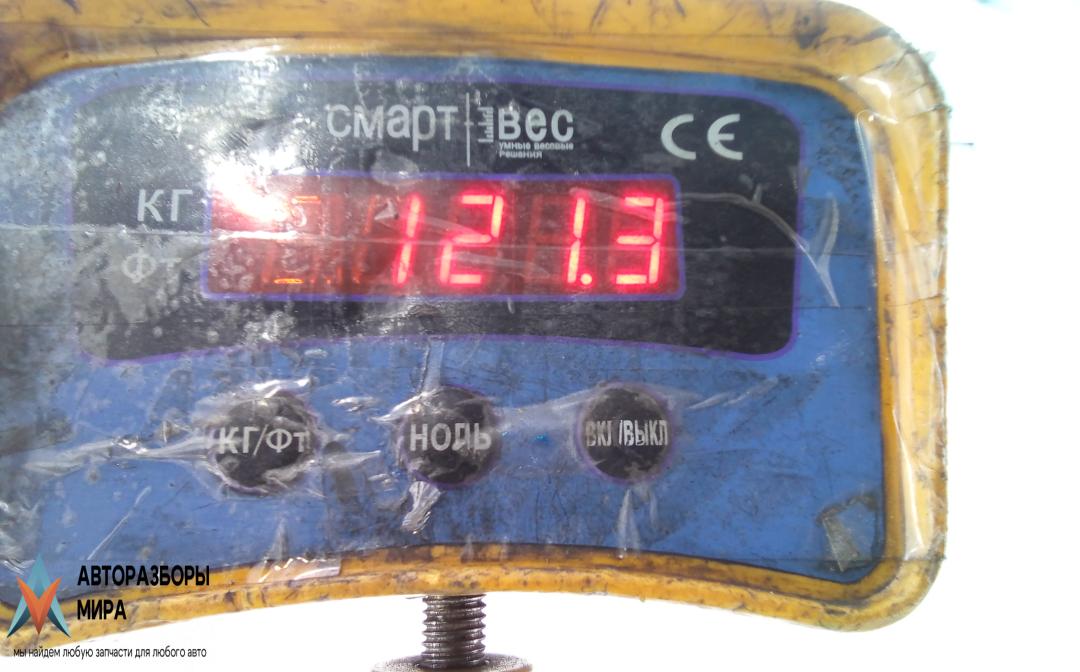 смарт вес
умные весовые
решения
CE
КГ
121.3
ФТ
КГ/ФТ НОЛЬ ВКЛ/ВЫКЛ
АВТОРАЗБОРЫ
МИРА
мы найдем любую запчасти для любого авто